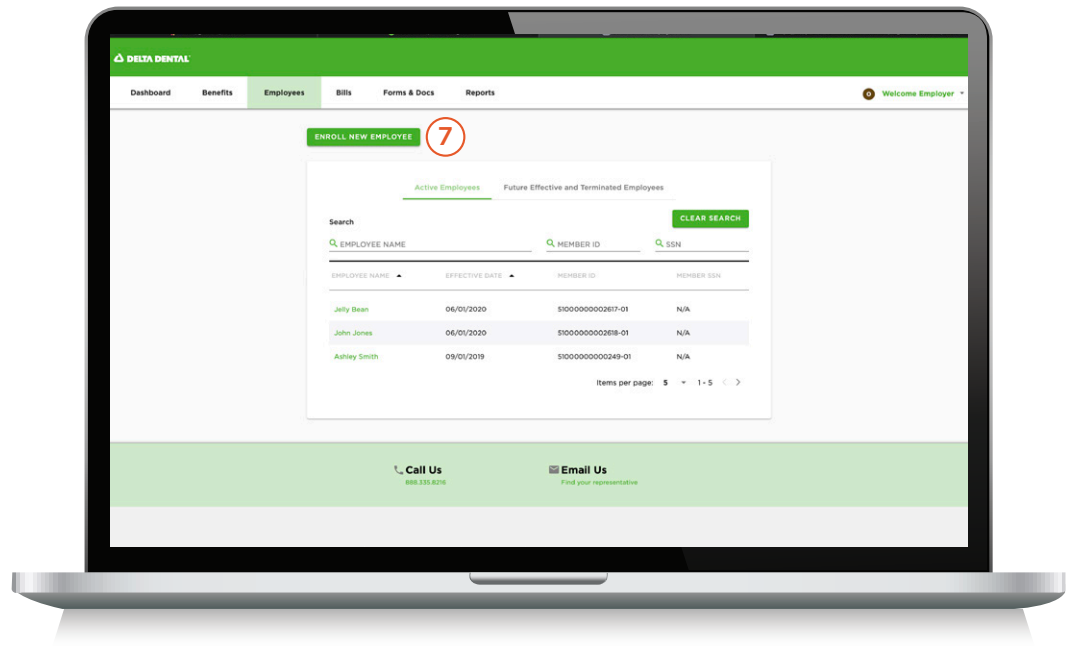 DELTA DENTAL
Dashboard Benefits Employees Bills Forms & Docs Reports O Welcome Employer
ENROLL NEW EMPLOYEE 7
Active Employees Future Effective and Terminated Employees
CLEAR SEARCH
Search
EMPLOYEE NAME MEMBER ID SSN
EMPLOYEE NAME EFFECTIVE DATE MEMBER ID MEMBER SSN
Jelly Bean 06/01/2020 51000000002617-01 N/A
John Jones 06/01/2020 51000000002618-01 N/A
Ashley Smith 09/01/2019 51000000000249-01 N/A
Items per page: 5 1 - 5
Call Us Email Us
888.335.8216 Find your representative